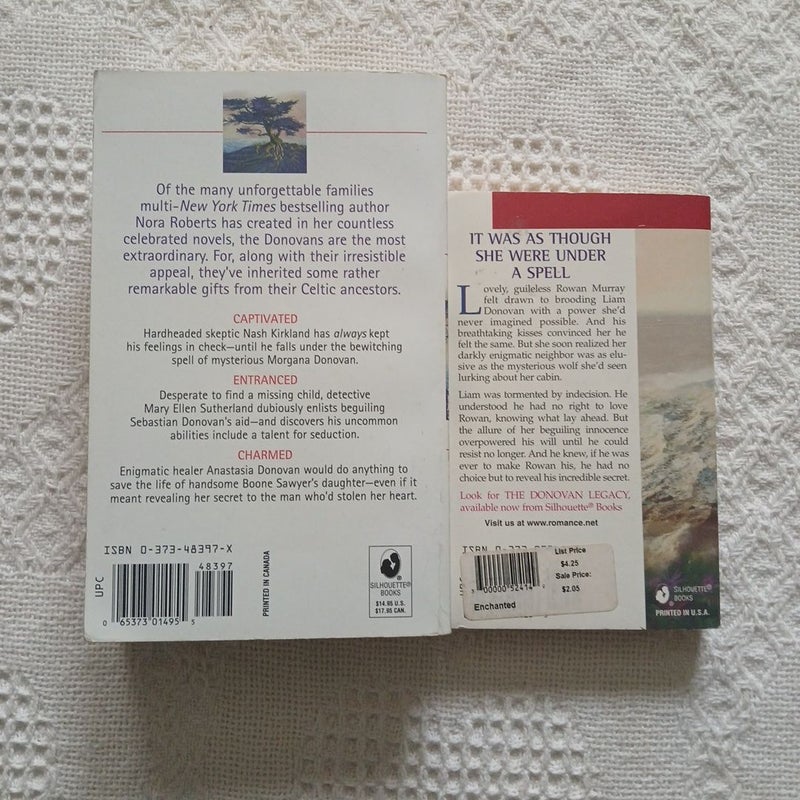 Of the many unforgettable families
multi-New York Times bestselling author
Nora Roberts has created in her countless
celebrated novels, the Donovans are the most
extraordinary. For, along with their irresistible
appeal, they've inherited some rather
remarkable gifts from their Celtic ancestors.
CAPTIVATED
Hardheaded skeptic Nash Kirkland has always kept
his feelings in check—until he falls under the bewitching
spell of mysterious Morgana Donovan.
ENTRANCED
Desperate to find a missing child, detective
Mary Ellen Sutherland dubiously enlists beguiling
Sebastian Donovan's aid—and discovers his uncommon
abilities include a talent for seduction.
CHARMED
Enigmatic healer Anastasia Donovan would do anything to
save the life of handsome Boone Sawyer's daughter—even if it
meant revealing her secret to the man who'd stolen her heart.
ISBN 0-373-48397-X
48397
UPC
0 65373 01495 5
PRINTED IN CANADA
SILHOUETTE®
BOOKS
$14.95 U.S.
$17.95 CAN.
IT WAS AS THOUGH
SHE WERE UNDER
A SPELL
Lovely, guileless Rowan Murray
felt drawn to brooding Liam
Donovan with a power she'd
never imagined possible. And his
breathtaking kisses convinced her he
felt the same. But she soon realized her
darkly enigmatic neighbor was as elu-
sive as the mysterious wolf she'd seen
lurking about her cabin.
Liam was tormented by indecision. He
understood he had no right to love
Rowan, knowing what lay ahead. But
the allure of her beguiling innocence
overpowered his will until he could
resist no longer. And he knew, if he was
ever to make Rowan his, he had no
choice but to reveal his incredible secret.
Look for THE DONOVAN LEGACY,
available now from Silhouette® Books
Visit us at www.romance.net
ISBN 0-373
List Price
$4.25
Sale Price:
$2.05
Enchanted
SILHOUETTE®
BOOKS
PRINTED IN U.S.A.